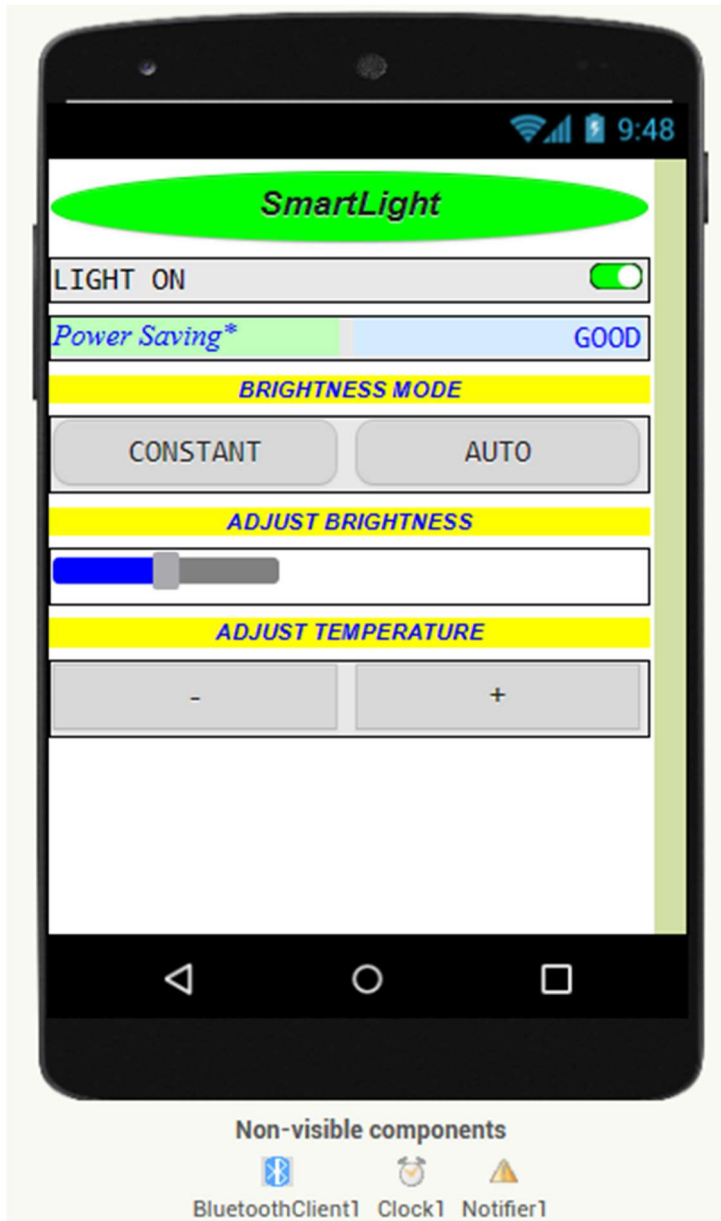 9:48
SmartLight
LIGHT ON
Power Saving* GOOD
BRIGHTNESS MODE
CONSTANT AUTO
ADJUST BRIGHTNESS
ADJUST TEMPERATURE
- +
Non-visible components
BluetoothClient1 Clock1 Notifier1